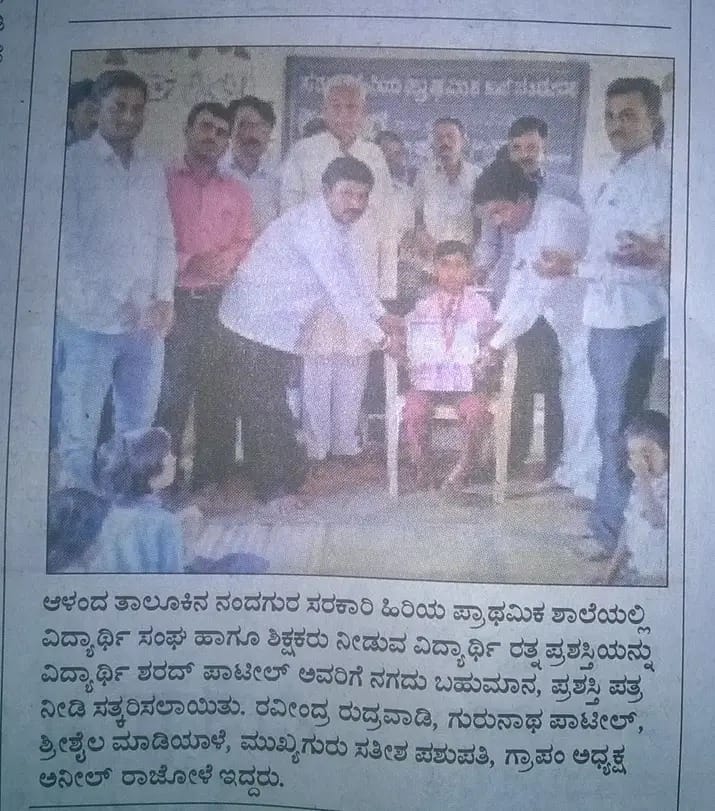 ಪ್ರಾಥಮಿಕ
ಆಳಂದ ತಾಲೂಕಿನ ನಂದಗುರ ಸರಕಾರಿ ಹಿರಿಯ ಪ್ರಾಥಮಿಕ ಶಾಲೆಯಲ್ಲಿ
ವಿದ್ಯಾರ್ಥಿ ಸಂಘ ಹಾಗೂ ಶಿಕ್ಷಕರು ನೀಡುವ ವಿದ್ಯಾರ್ಥಿ ರತ್ನ ಪ್ರಶಸ್ತಿಯನ್ನು
ವಿದ್ಯಾರ್ಥಿ ಶರದ್ ಪಾಟೀಲ್ ಅವರಿಗೆ ನಗದು ಬಹುಮಾನ, ಪ್ರಶಸ್ತಿ ಪತ್ರ
ನೀಡಿ ಸತ್ಕರಿಸಲಾಯಿತು. ರವೀಂದ್ರ ರುದ್ರವಾಡಿ, ಗುರುನಾಥ ಪಾಟೀಲ್,
ಶ್ರೀಶೈಲ ಮಾಡಿಯಾಳೆ, ಮುಖ್ಯಗುರು ಸತೀಶ ಪಶುಪತಿ, ಗ್ರಾಪಂ ಅಧ್ಯಕ್ಷ
ಅನೀಲ್ ರಾಜೋಳೆ ಇದ್ದರು.